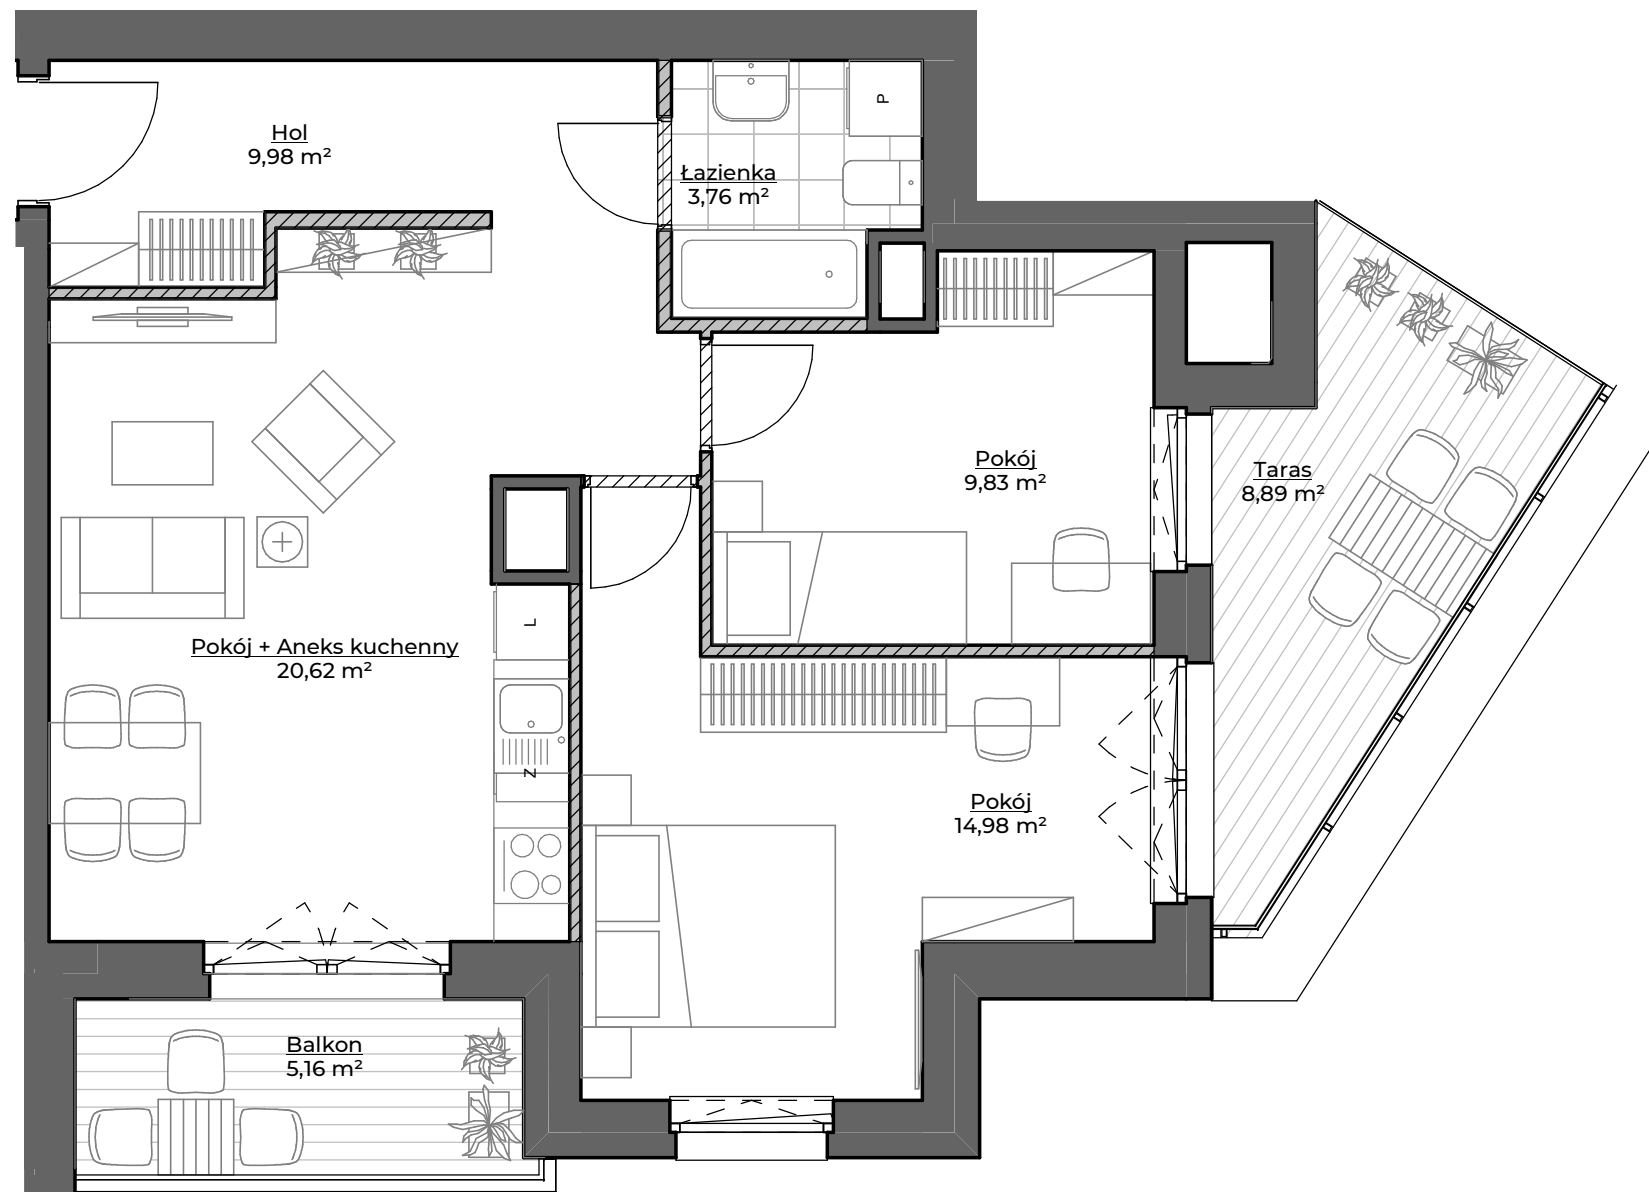 Hol
9,98 m²
P
Łazienka
3,76 m²
Pokój
9,83 m²
Taras
8,89 m²
L
Pokój + Aneks kuchenny
20,62 m²
Z
Pokój
14,98 m²
Balkon
5,16 m²